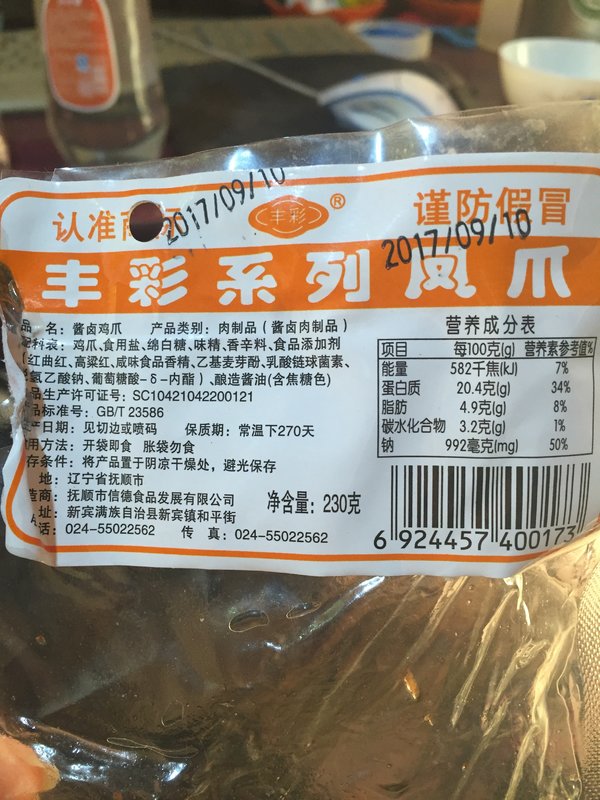 认准商标
2017/09/10
丰彩
®
谨防假冒
2017/09/10
丰彩系列凤爪
品 名：酱卤鸡爪 产品类别：肉制品（酱卤肉制品）
配料表：鸡爪、食用盐、绵白糖、味精、香辛料、食品添加剂
（红曲红、高粱红、咸味食品香精、乙基麦芽酚、乳酸链球菌素、
氢乙酸钠、葡萄糖酸-δ-内酯）、酿造酱油(含焦糖色)
品生产许可证号：SC10421042200121
品标准号：GB/T 23586
产日期：见切边或喷码 保质期：常温下270天
用方法：开袋即食 胀袋勿食
存条件：将产品置于阴凉干燥处，避光保存
地：辽宁省抚顺市
造商：抚顺市信德食品发展有限公司 净含量：230克
址：新宾满族自治县新宾镇和平街
话：024-55022562 传 真：024-55022562
营养成分表
项目 每100克(g) 营养素参考值%
能量 582千焦(kJ) 7%
蛋白质 20.4克(g) 34%
脂肪 4.9克(g) 8%
碳水化合物 3.2克(g) 1%
钠 992毫克(mg) 50%
6 924457 400173